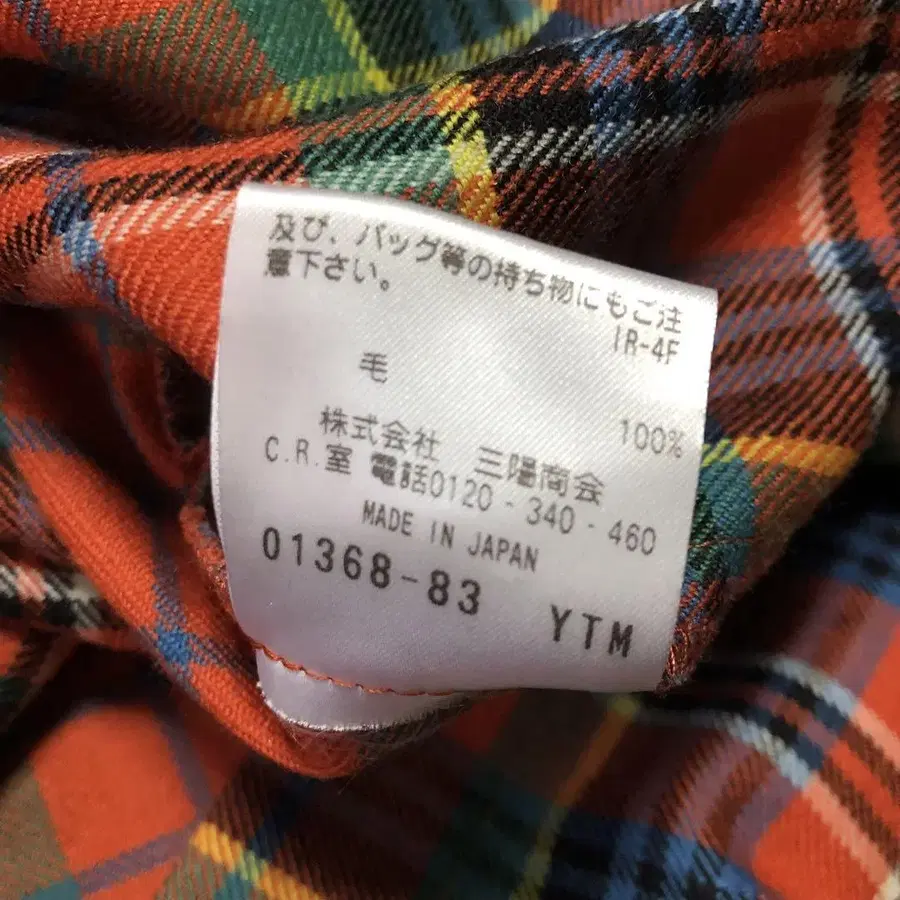 及び、バッグ等の持ち物にもご注
意下さい。
IR-4F
毛 100%
株式会社 三陽商会
C.R.室 電話0120-340-460
MADE IN JAPAN
01368-83 YTM